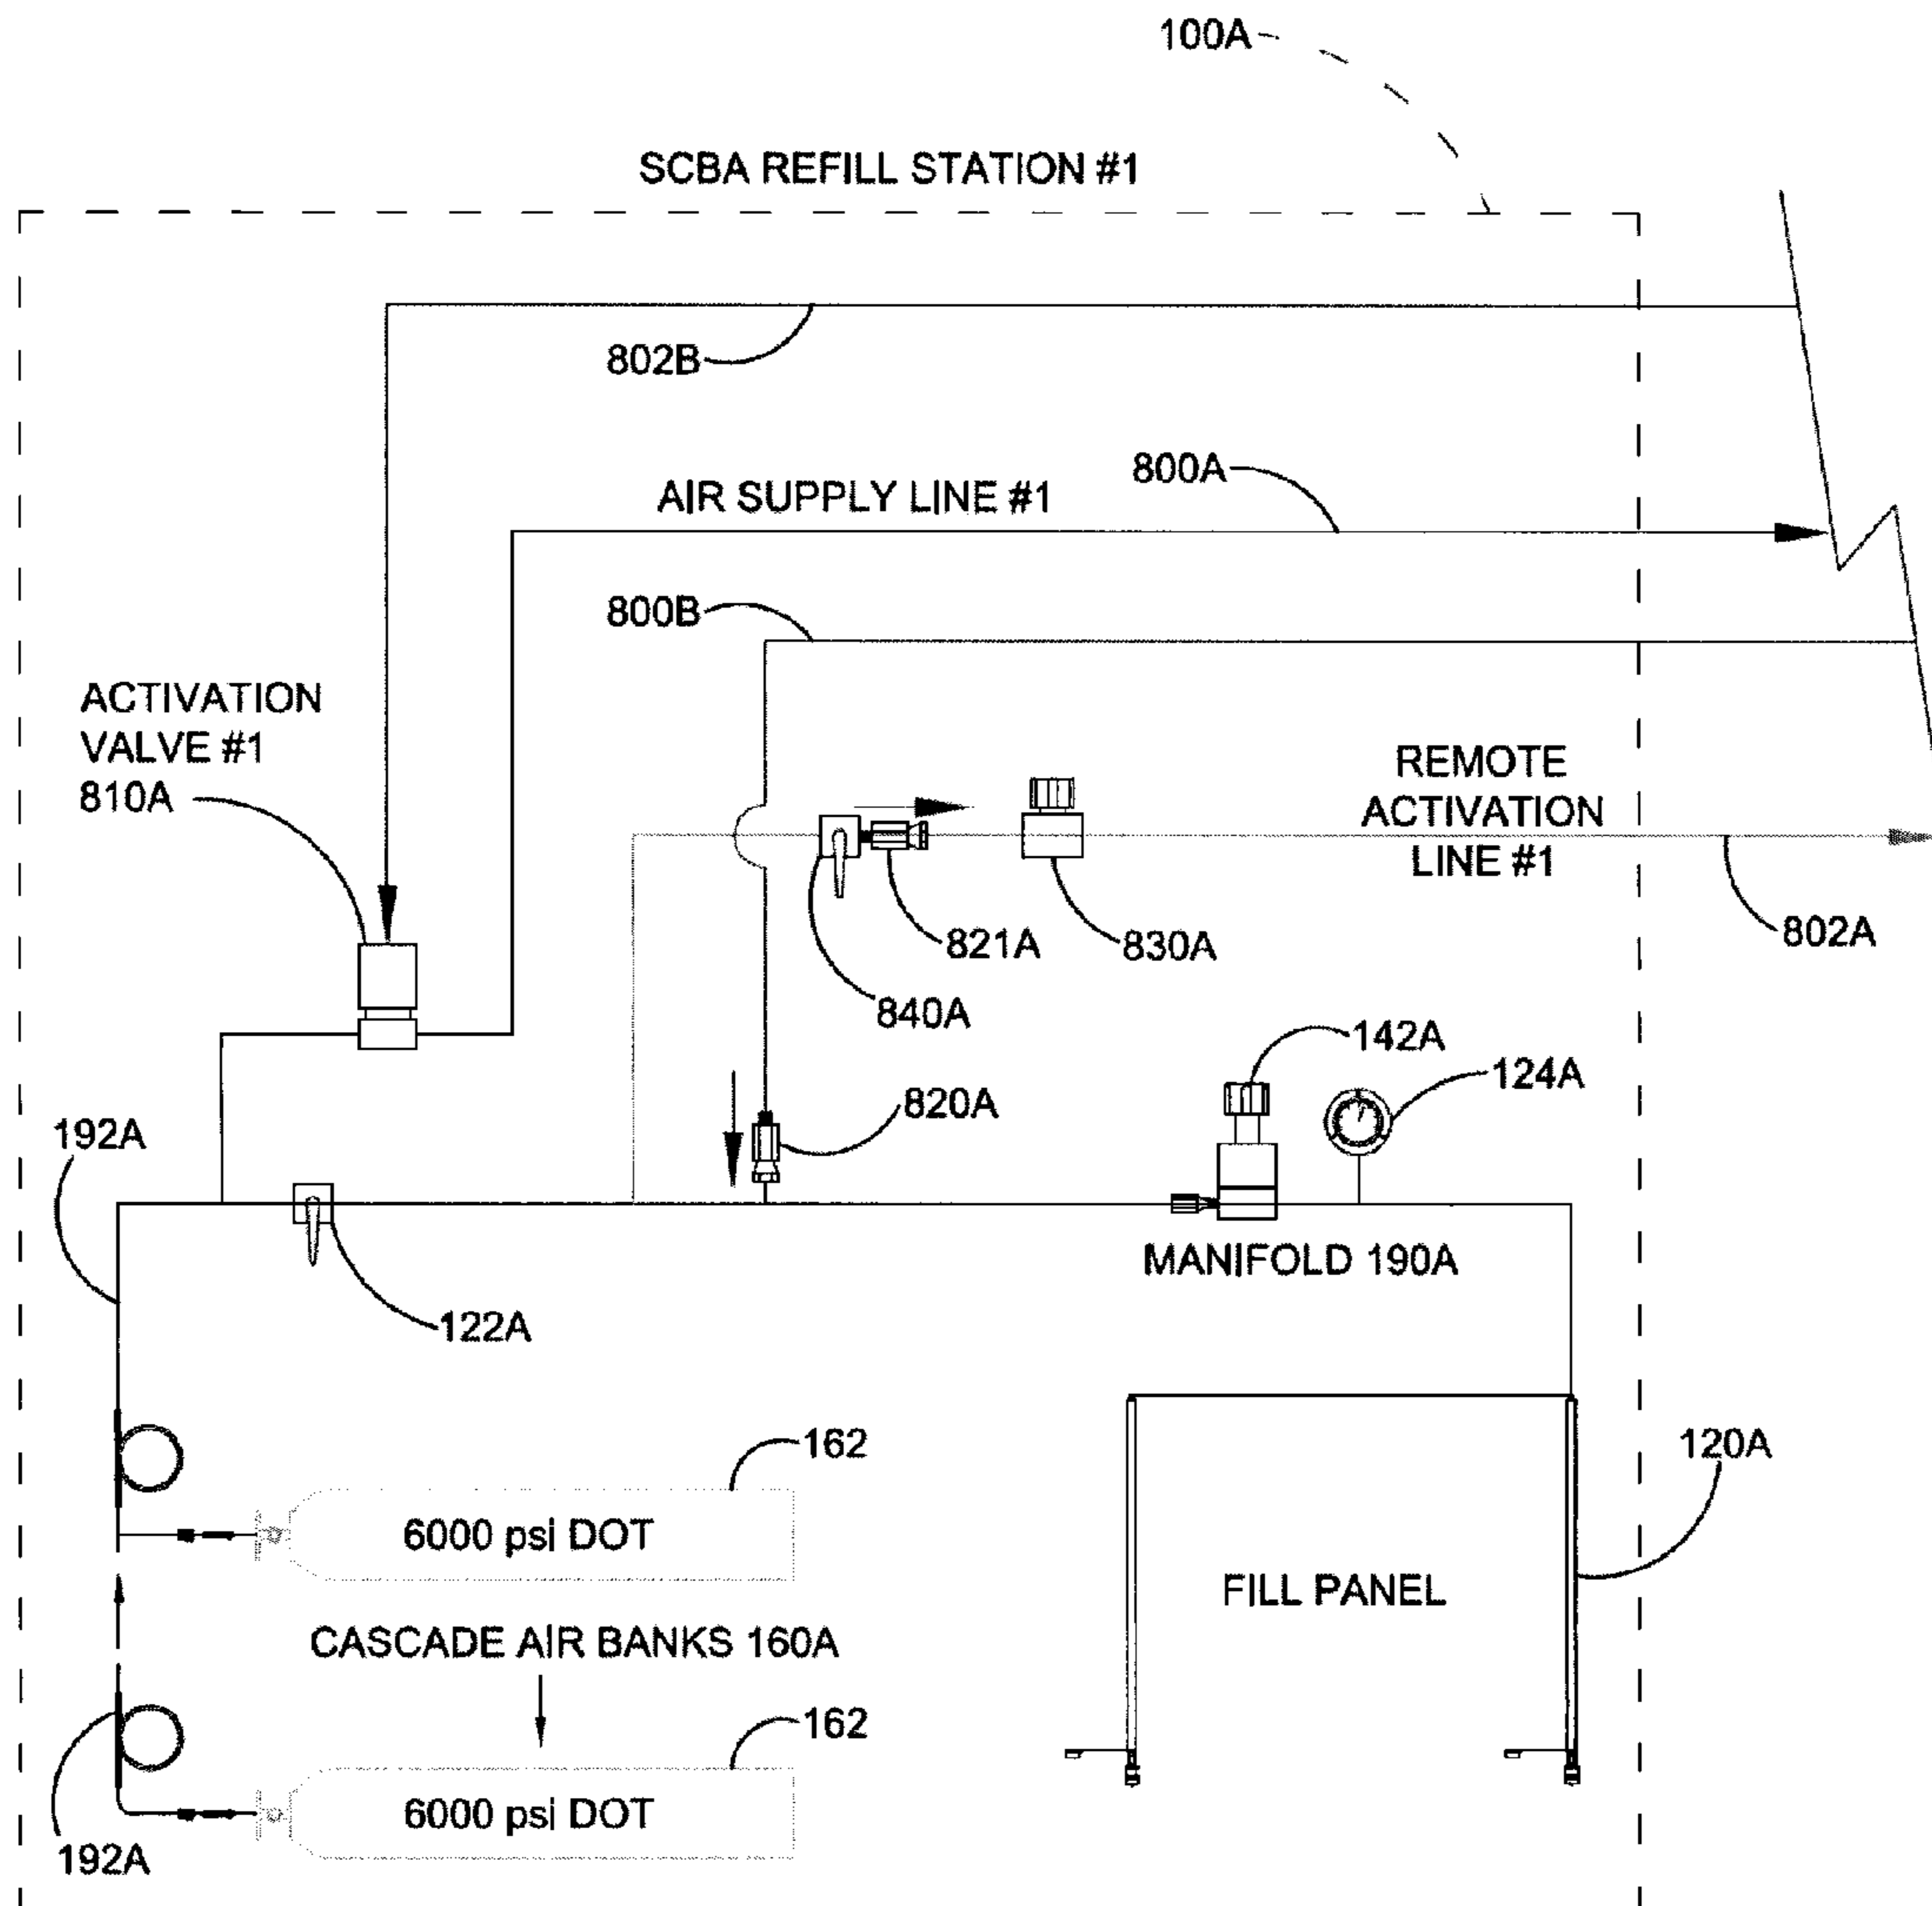 100A
SCBA REFILL STATION #1
802B
800A
AIR SUPPLY LINE #1
800B
ACTIVATION
VALVE #1
810A
REMOTE
ACTIVATION
LINE #1
821A
830A
802A
840A
142A
124A
820A
192A
MANIFOLD 190A
122A
162
120A
6000 psi DOT
FILL PANEL
CASCADE AIR BANKS 160A
162
6000 psi DOT
192A